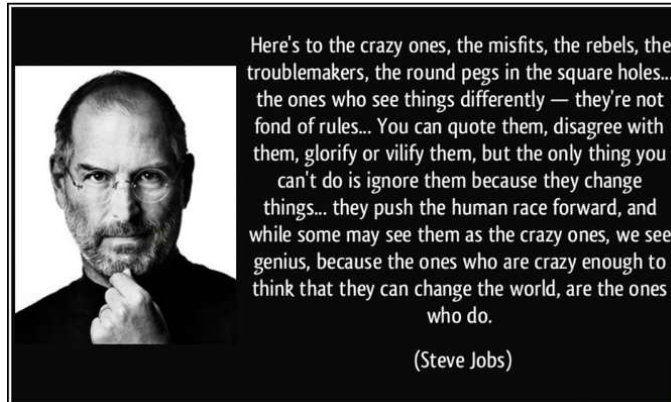 Here's to the crazy ones, the misfits, the rebels, the
troublemakers, the round pegs in the square holes...
the ones who see things differently — they're not
fond of rules... You can quote them, disagree with
them, glorify or vilify them, but the only thing you
can't do is ignore them because they change
things... they push the human race forward, and
while some may see them as the crazy ones, we see
genius, because the ones who are crazy enough to
think that they can change the world, are the ones
who do.
(Steve Jobs)